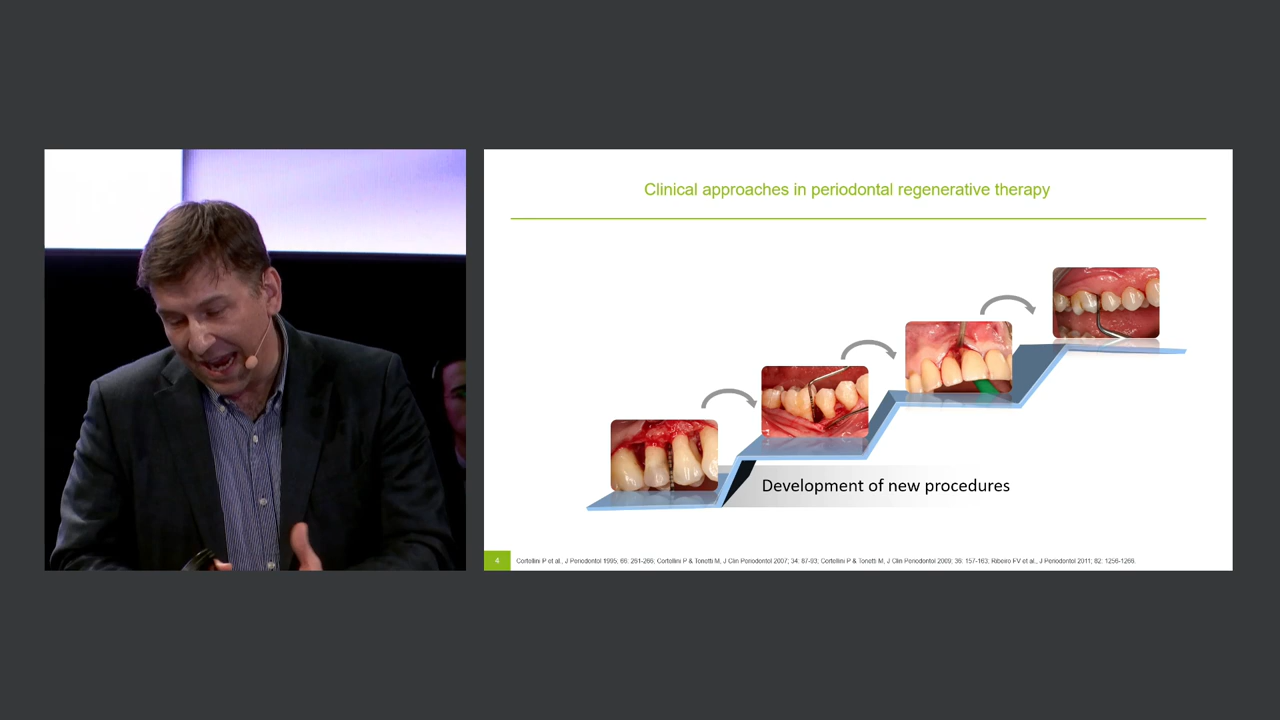 Clinical approaches in periodontal regenerative therapy
Development of new procedures
4
Cortellini P et al., J Periodontol 1995; 66: 261-266; Cortellini P & Tonetti M, J Clin Periodontol 2007; 34: 87-93; Cortellini P & Tonetti M, J Clin Periodontol 2009; 36: 157-163; Ribeiro FV et al., J Periodontol 2011; 82: 1256-1266.